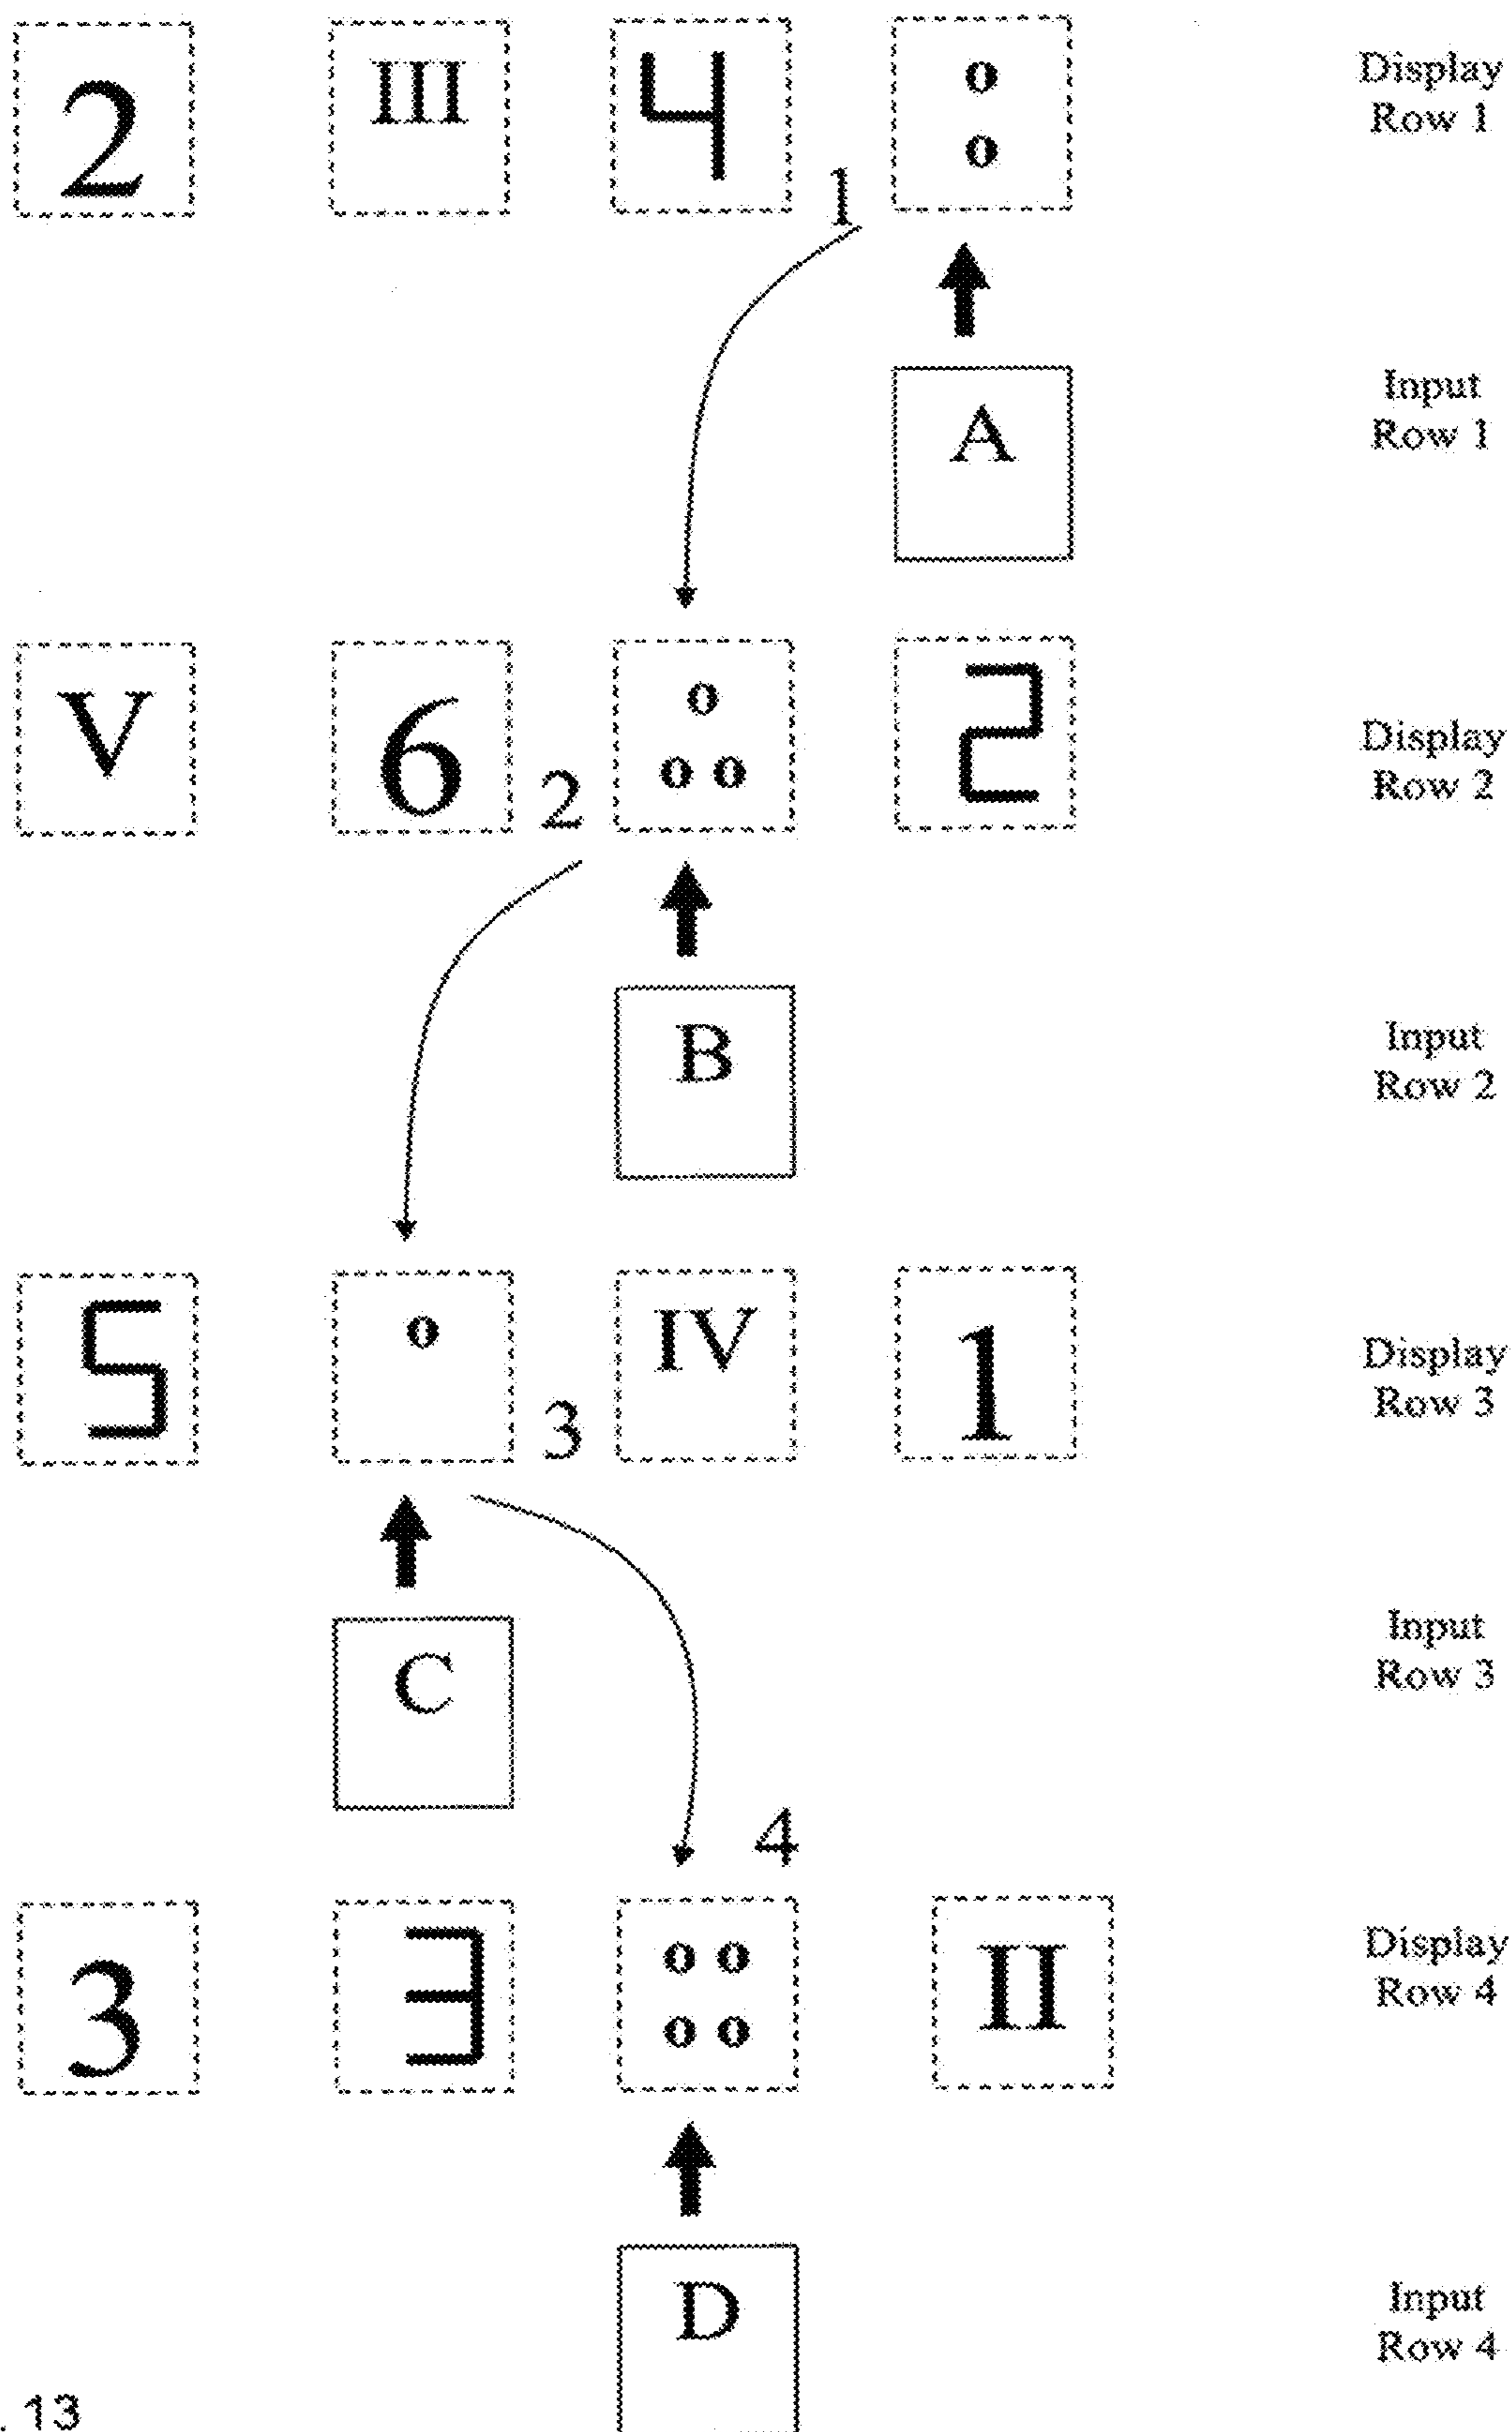 2 III 4 Display
Row 1
1
Input
Row 1
A
V 6 2 Display
Row 2
2
Input
Row 2
B
5 IV 1 Display
Row 3
3
Input
Row 3
C
4
3 3 II Display
Row 4
D Input
Row 4
. 13